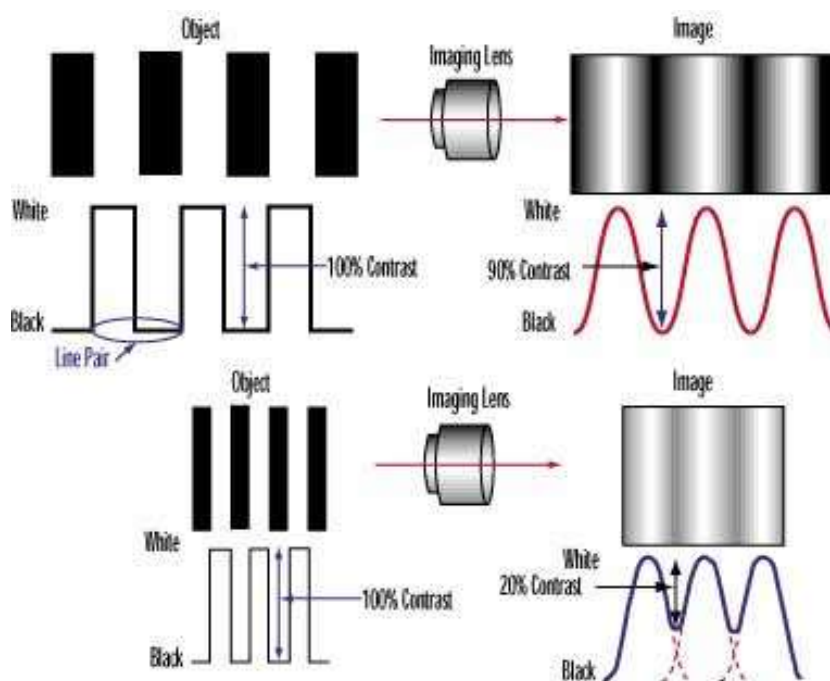 Object
Imaging Lens
Image
White
100% Contrast
Black
Line Pair
White
90% Contrast
Black
Object
Imaging Lens
Image
White
100% Contrast
Black
White
20% Contrast
Black